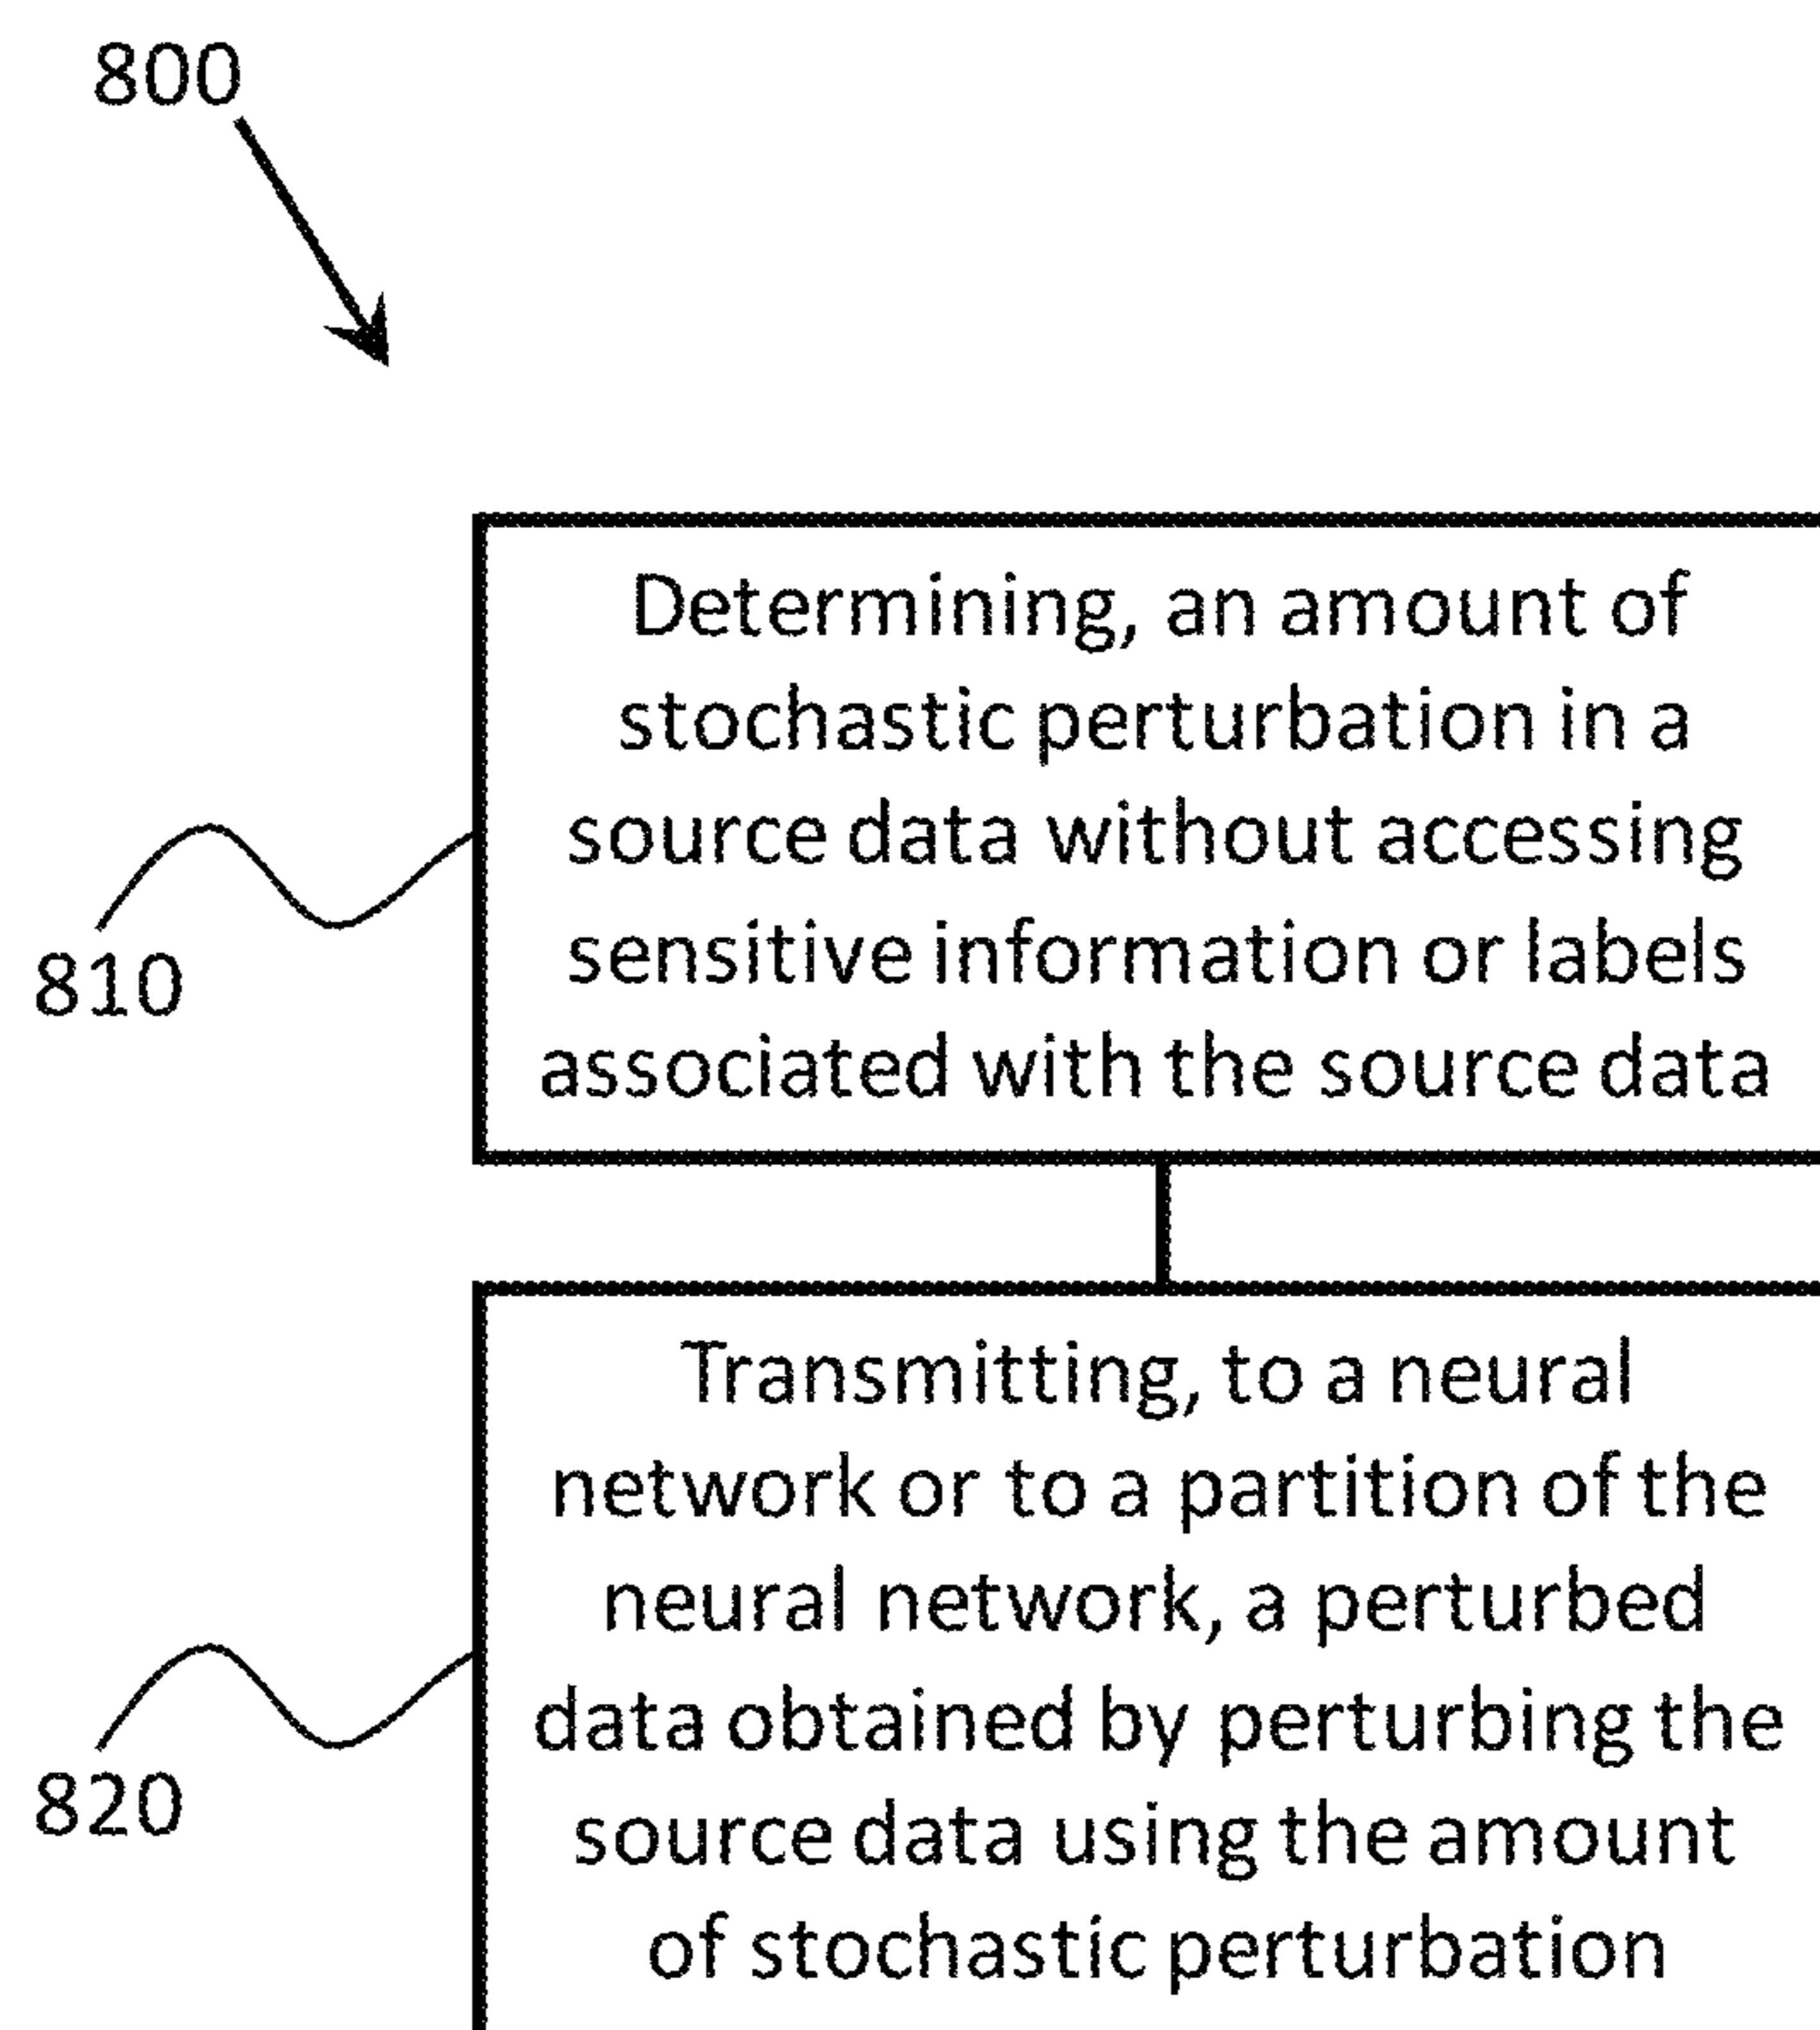 800
Determining, an amount of
stochastic perturbation in a
source data without accessing
sensitive information or labels
associated with the source data
810
Transmitting, to a neural
network or to a partition of the
neural network, a perturbed
data obtained by perturbing the
source data using the amount
of stochastic perturbation
820